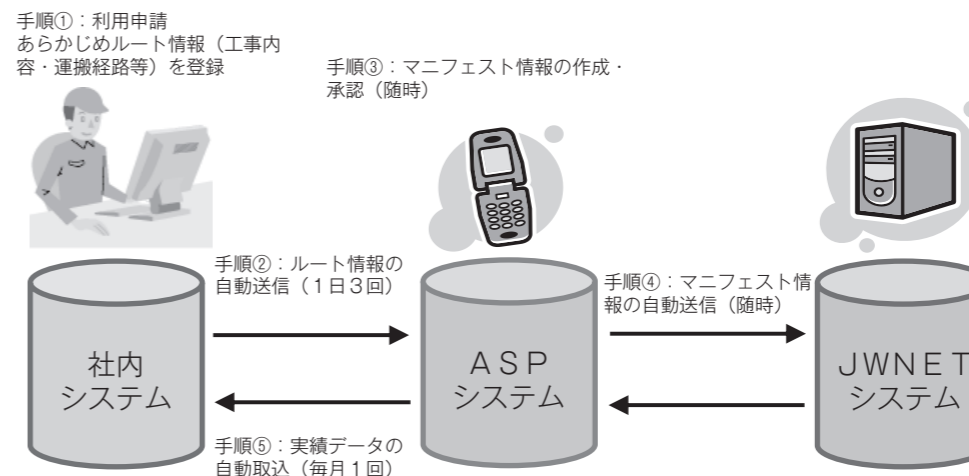 手順①：利用申請
あらかじめルート情報（工事内
容・運搬経路等）を登録
手順③：マニフェスト情報の作成・
承認（随時）
手順②：ルート情報の
自動送信（1日3回）
手順④：マニフェスト情
報の自動送信（随時）
社内
システム
ＡＳＰ
システム
ＪＷＮＥＴ
システム
手順⑤：実績データの
自動取込（毎月1回）